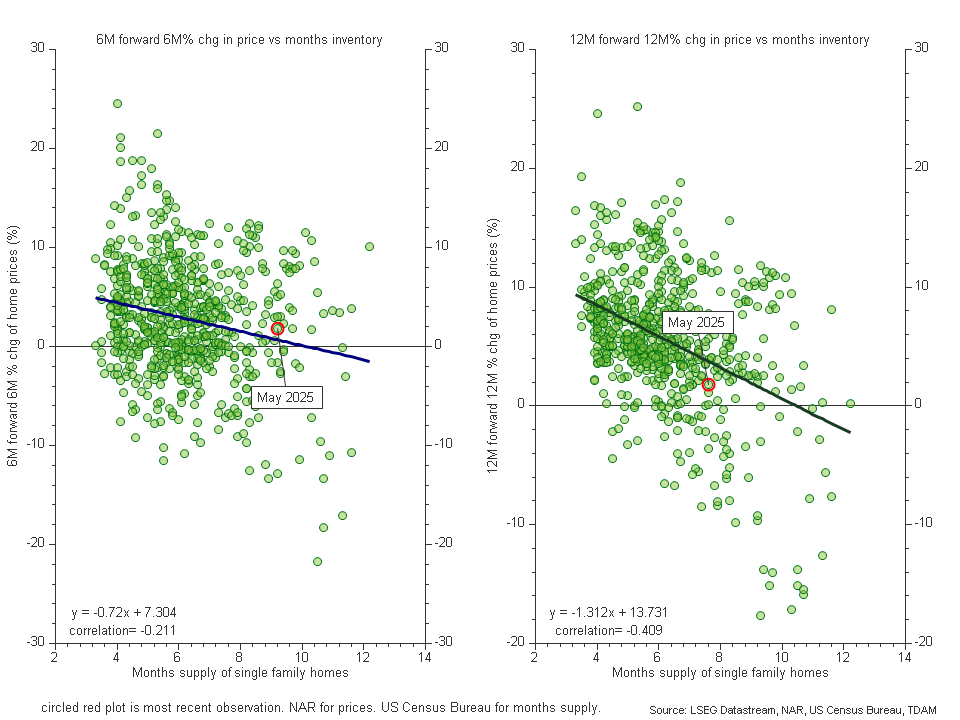 6M forward 6M% chg in price vs months inventory
30
30
20
20
10
10
0
0
-10
-10
-20
-20
-30
-30
2
4
6
8
10
12
14
6M forward 6M % chg of home prices (%)
May 2025
y = -0.72x + 7.304
correlation= -0.211
Months supply of single family homes
12M forward 12M% chg in price vs months inventory
30
30
20
20
10
10
0
0
-10
-10
-20
-20
2
4
6
8
10
12
14
12M forward 12M % chg of home prices (%)
May 2025
y = -1.312x + 13.731
correlation= -0.409
Months supply of single family homes
circled red plot is most recent observation. NAR for prices. US Census Bureau for months supply.
Source: LSEG Datastream, NAR, US Census Bureau, TDAM